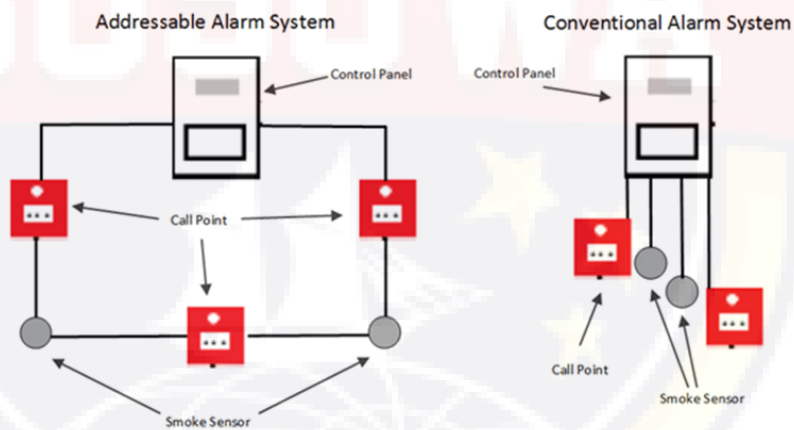 Addressable Alarm System
Conventional Alarm System
Control Panel
Control Panel
Call Point
Call Point
Smoke Sensor
Smoke Sensor